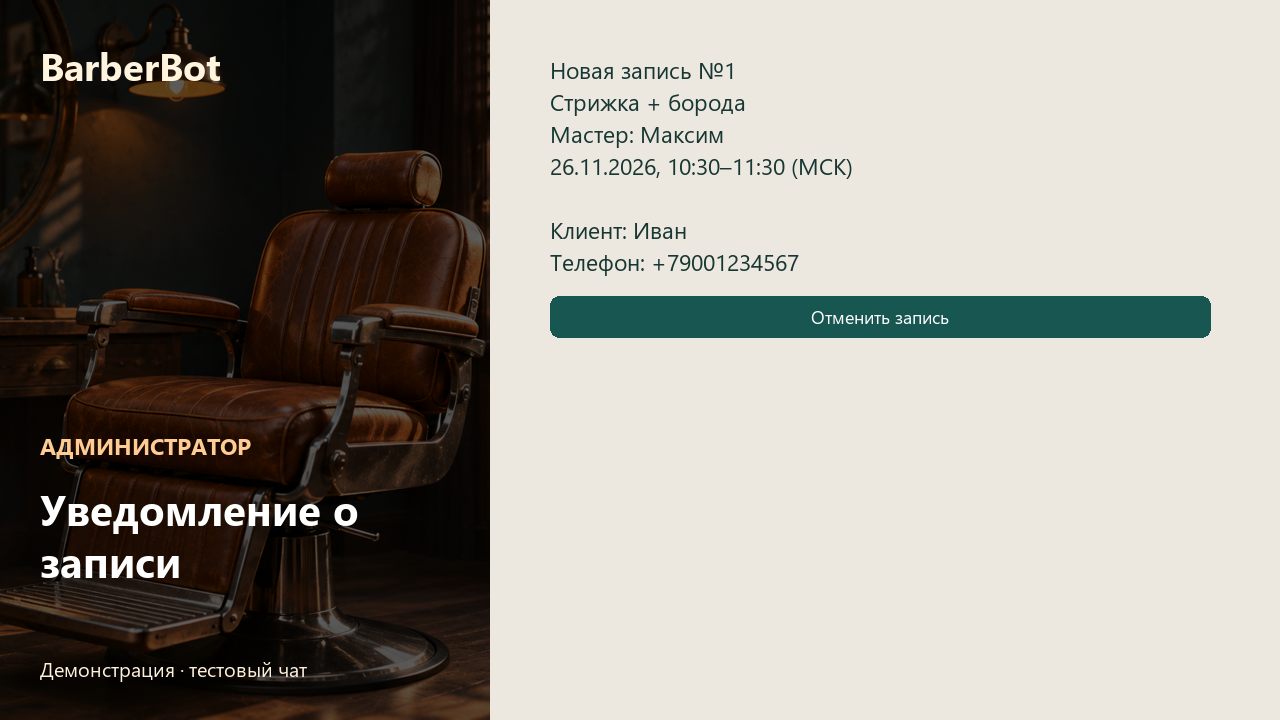 BarberBot
АДМИНИСТРАТОР
Уведомление о
записи
Демонстрация · тестовый чат
Новая запись №1
Стрижка + борода
Мастер: Максим
26.11.2026, 10:30–11:30 (МСК)
Клиент: Иван
Телефон: +79001234567
Отменить запись